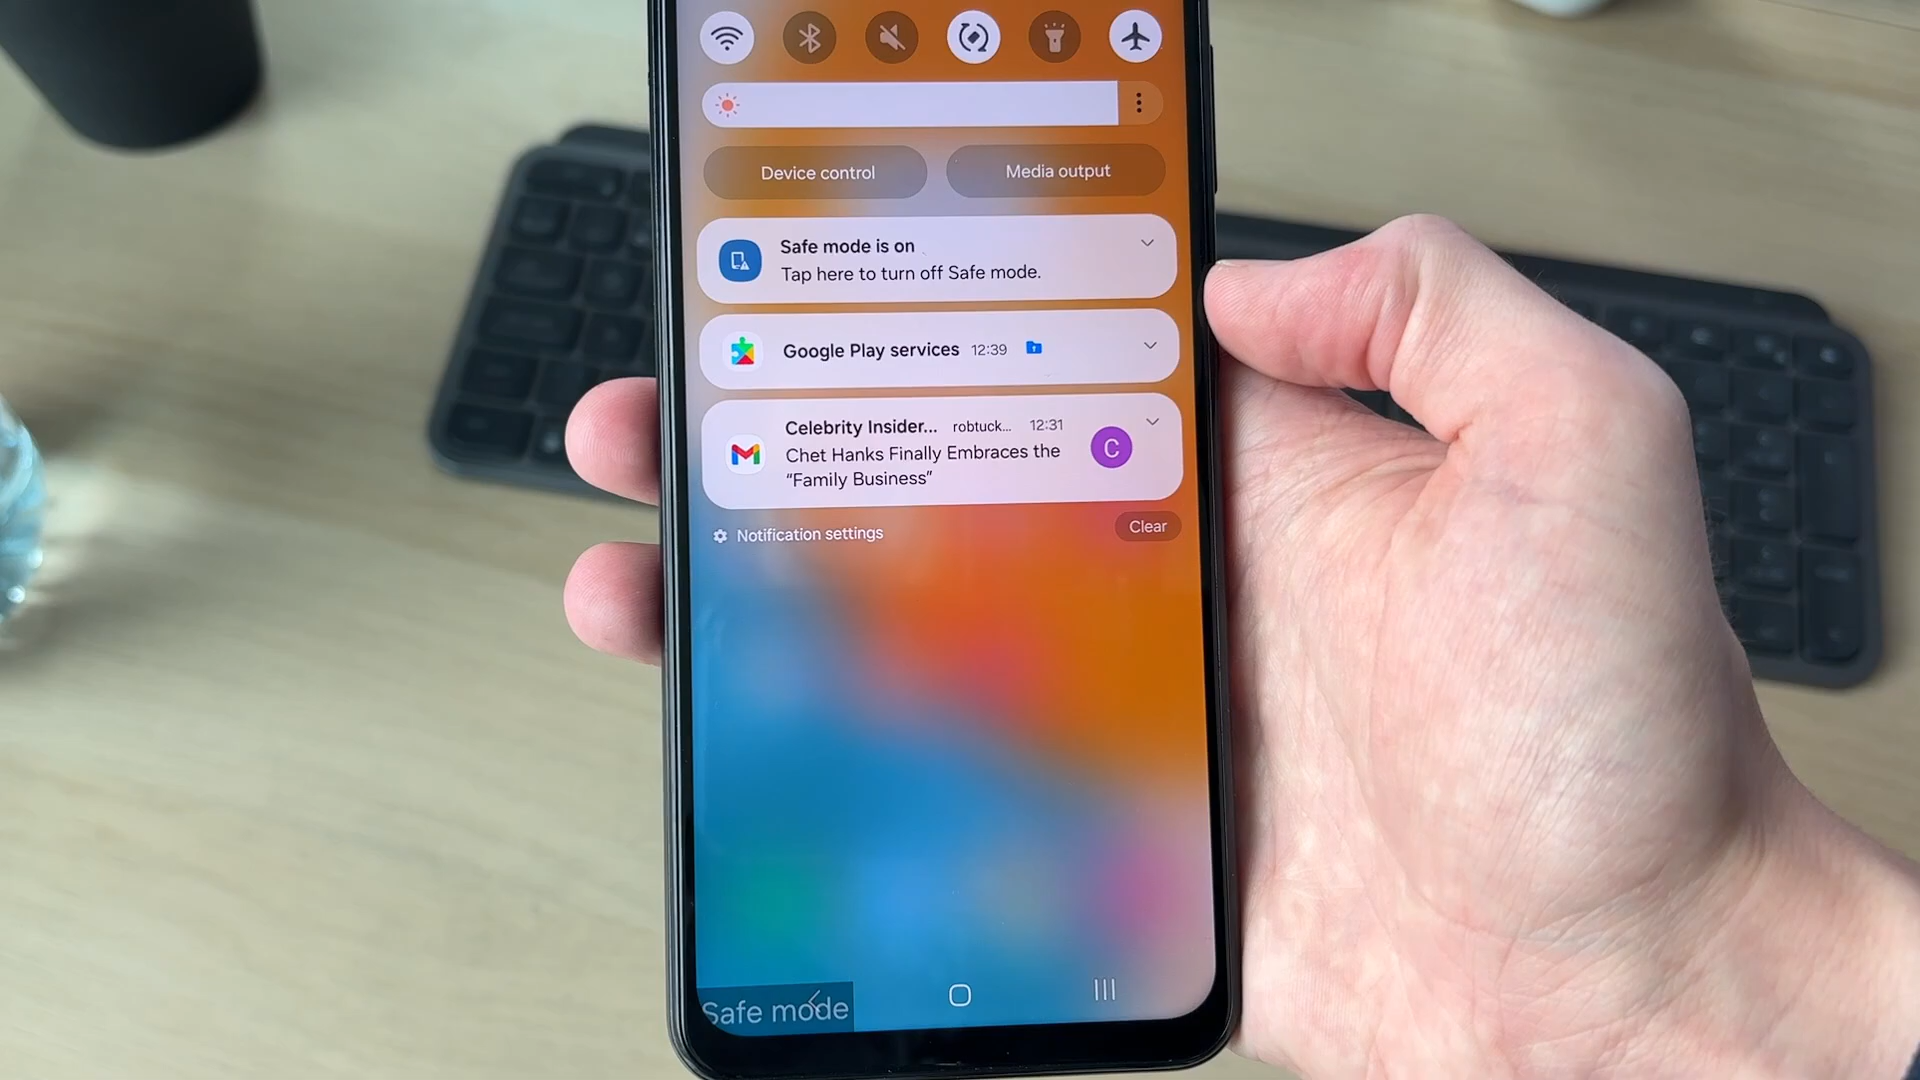 Device control
Media output
Safe mode is on
Tap here to turn off Safe mode.
Google Play services 12:39
Celebrity Insider... robtuck... 12:31
Chet Hanks Finally Embraces the
“Family Business”
C
Notification settings
Clear
Safe mode